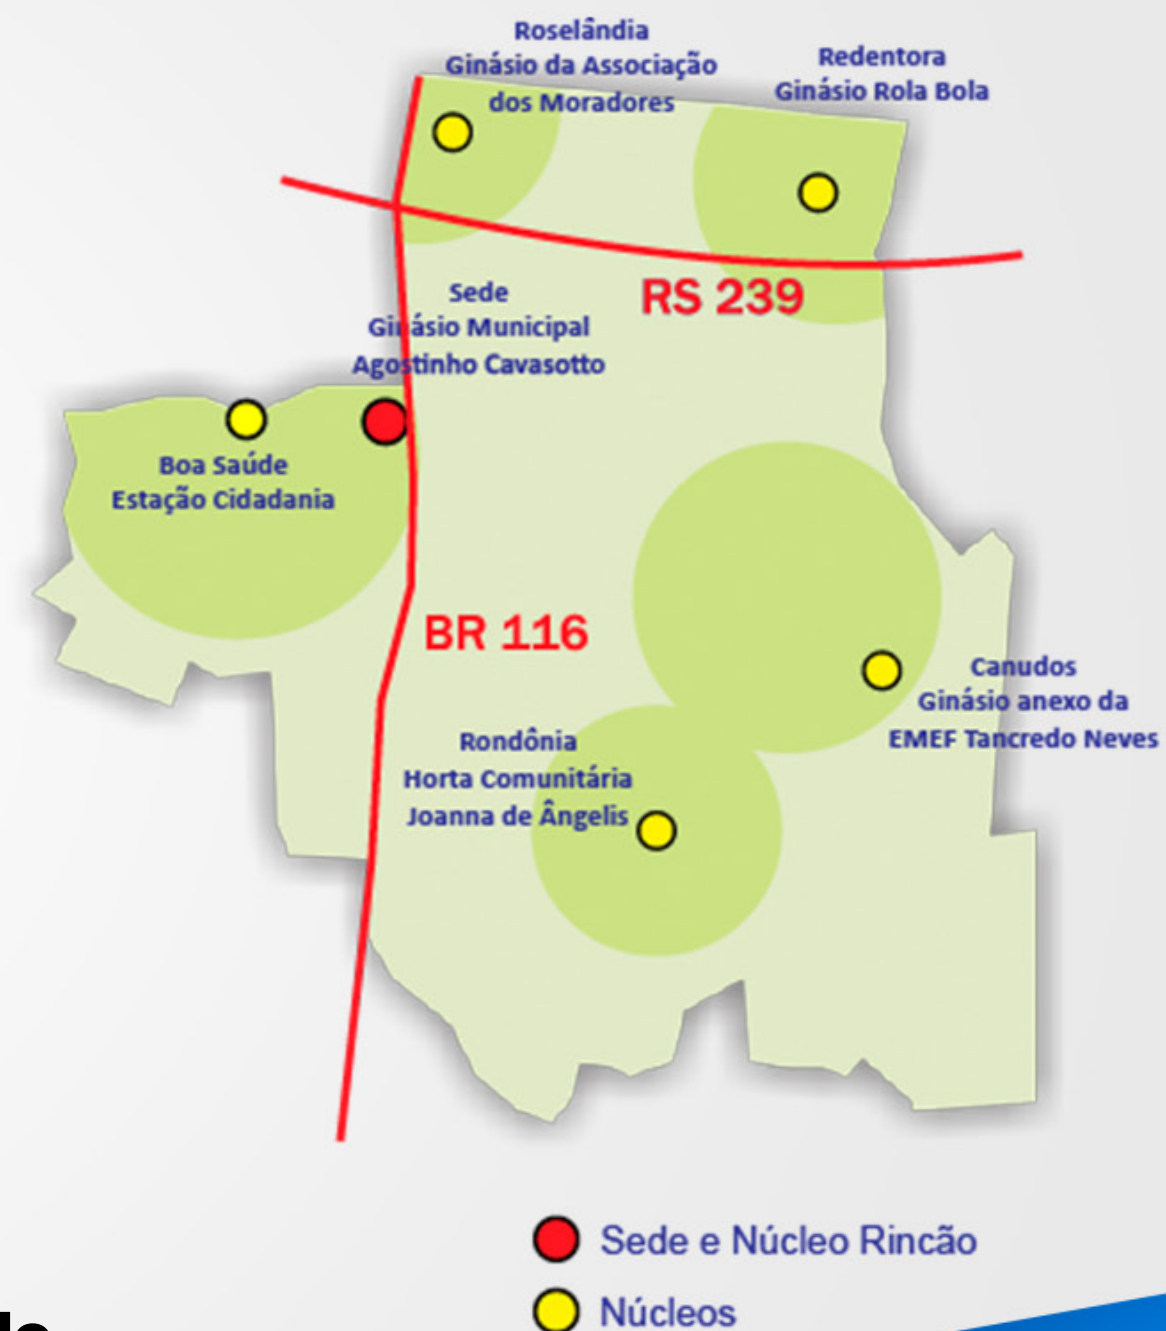 Roselândia
Ginásio da Associação
dos Moradores
Redentora
Ginásio Rola Bola
RS 239
Sede
Ginásio Municipal
Agostinho Cavasotto
Boa Saúde
Estação Cidadania
BR 116
Canudos
Ginásio anexo da
EMEF Tancredo Neves
Rondônia
Horta Comunitária
Joanna de Ângelis
Sede e Núcleo Rincão
Núcleos